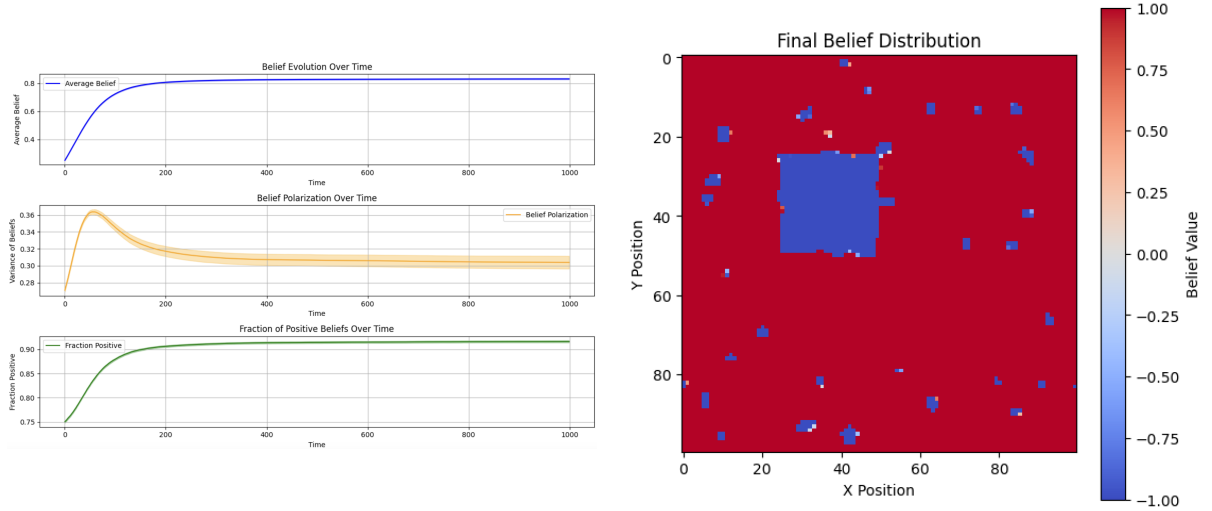 Belief Evolution Over Time
Average Belief
0.8
0.6
0.4
Average Belief
0 200 400 600 800 1000
Time
Belief Polarization Over Time
Belief Polarization
0.36
0.34
0.32
0.30
0.28
Variance of Beliefs
0 200 400 600 800 1000
Time
Fraction of Positive Beliefs Over Time
Fraction Positive
0.90
0.85
0.80
0.75
Fraction Positive
0 200 400 600 800 1000
Time
Final Belief Distribution
0
20
40
60
80
Y Position
0 20 40 60 80
X Position
1.00
0.75
0.50
0.25
0.00
−0.25
−0.50
−0.75
−1.00
Belief Value